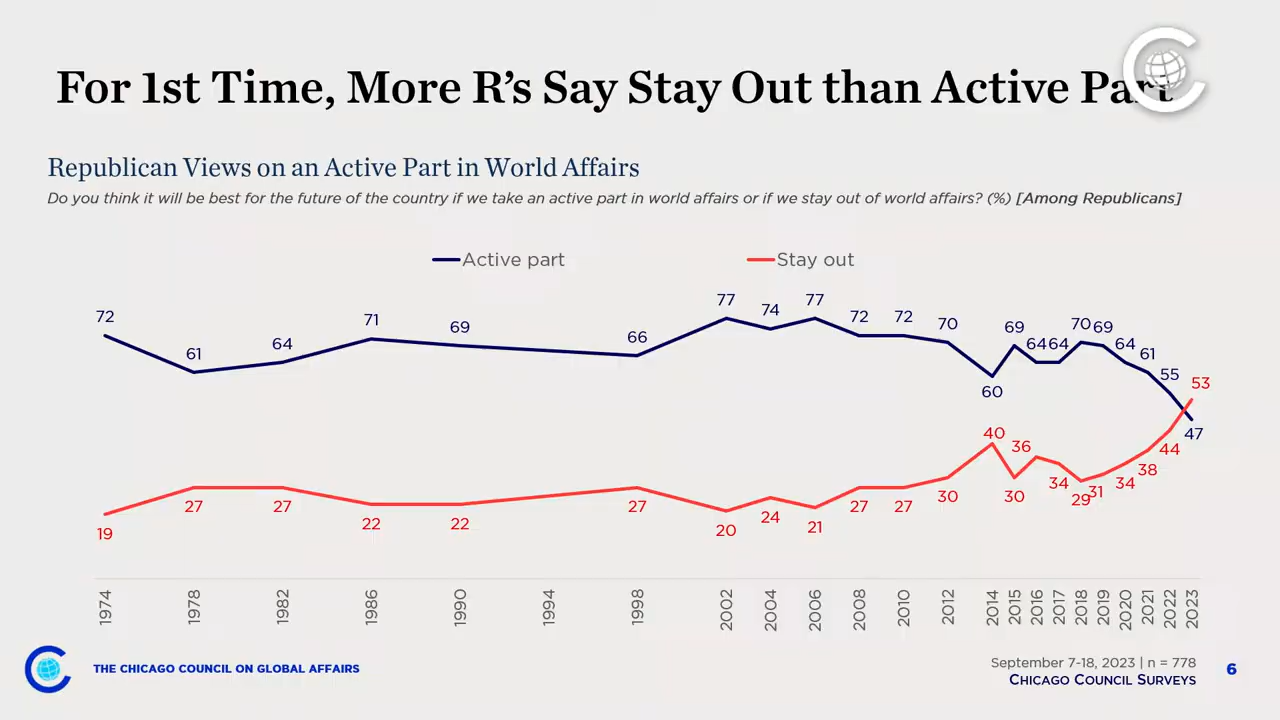 For 1st Time, More R's Say Stay Out than Active Part
Republican Views on an Active Part in World Affairs
Do you think it will be best for the future of the country if we take an active part in world affairs or if we stay out of world affairs? (%) [Among Republicans]
Active part
Stay out
72 61 64 71 69 66 77 74 77 72 72 70 60 69 64 64 70 69 64 61 55 47
19 27 27 22 22 27 20 24 21 27 27 30 40 30 36 34 29 31 34 38 44 53
1974 1978 1982 1986 1990 1994 1998 2002 2004 2006 2008 2010 2012 2014 2015 2016 2017 2018 2019 2020 2021 2022 2023
THE CHICAGO COUNCIL ON GLOBAL AFFAIRS
September 7-18, 2023 | n = 778
CHICAGO COUNCIL SURVEYS
6